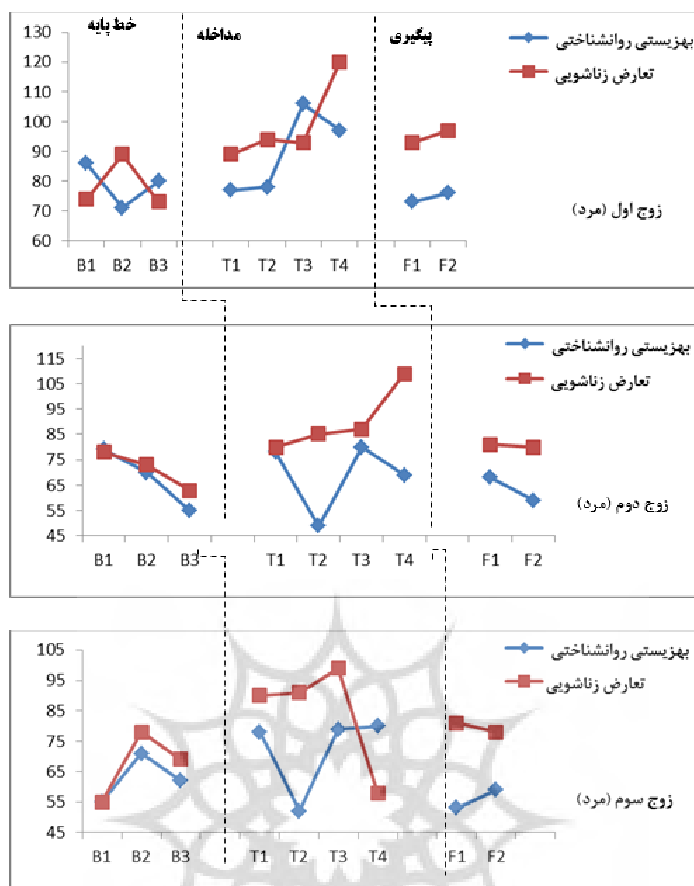 خط پایه
مداخله
پیگیری
بهزیستی روانشناختی
تعارض زناشویی
130
120
110
100
90
80
70
60
B1 B2 B3 T1 T2 T3 T4 F1 F2
زوج اول (مرد)
بهزیستی روانشناختی
تعارض زناشویی
115
105
95
85
75
65
55
45
B1 B2 B3 T1 T2 T3 T4 F1 F2
زوج دوم (مرد)
بهزیستی روانشناختی
تعارض زناشویی
105
95
85
75
65
55
45
B1 B2 B3 T1 T2 T3 T4 F1 F2
زوج سوم (مرد)